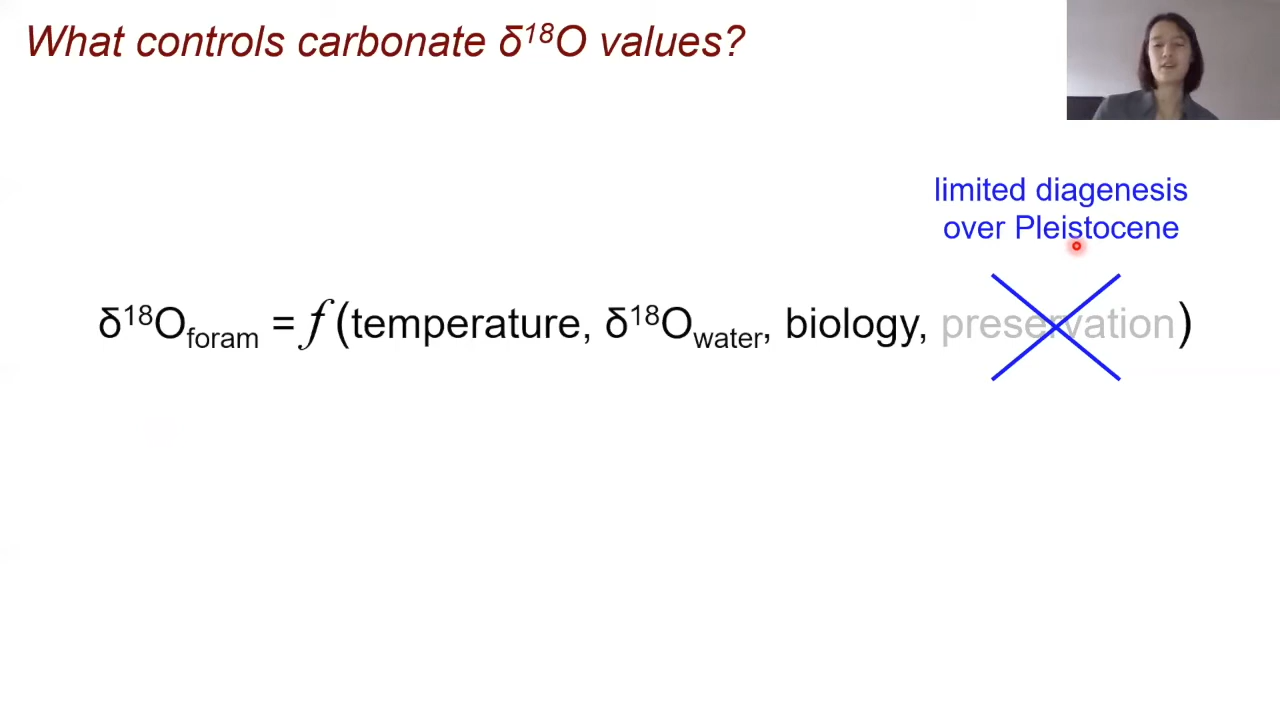 What controls carbonate δ¹⁸O values?
limited diagenesis
over Pleistocene
δ¹⁸Oforam = f (temperature, δ¹⁸Owater, biology, preservation)